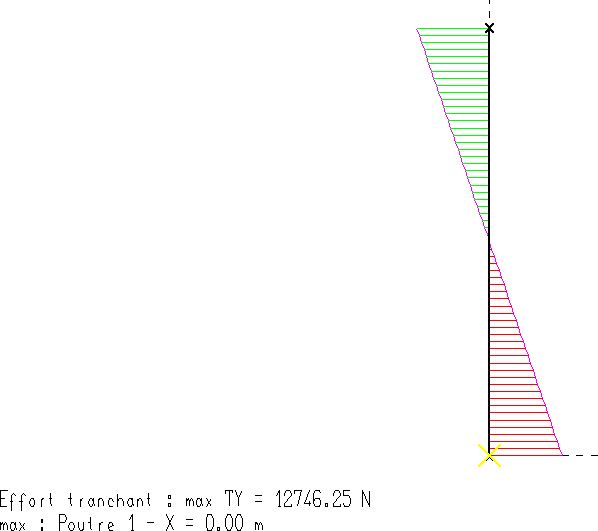 Effort tranchant : max TY = 12746.25 N
max : Poutre 1 - X = 0.00 m